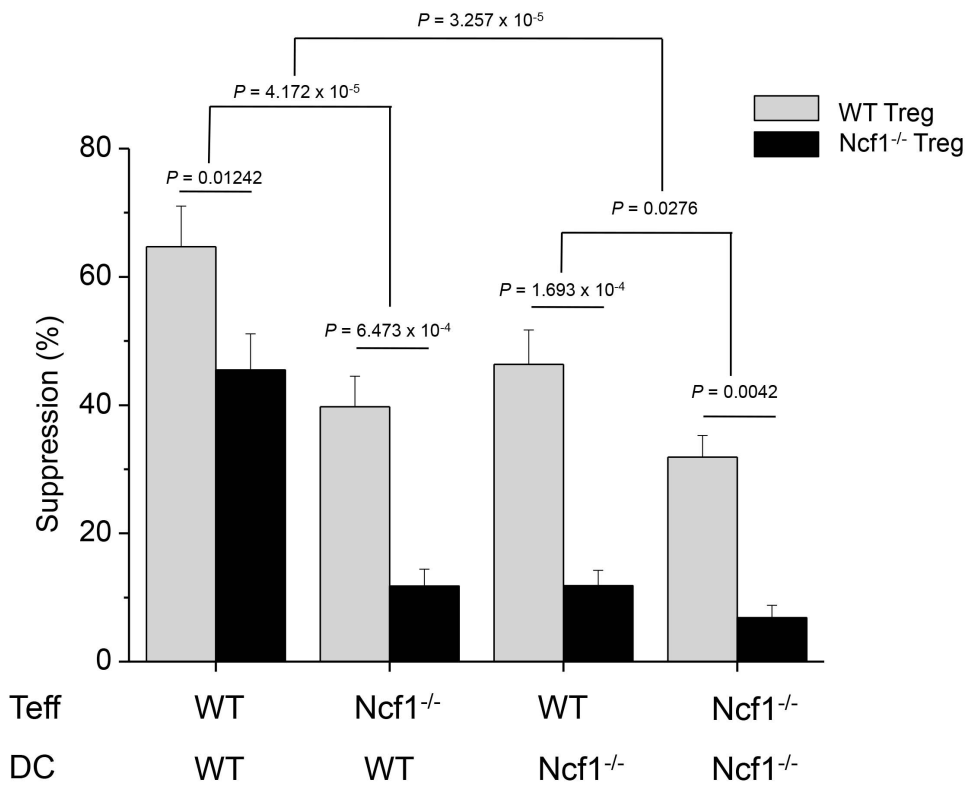 P = 3.257 x 10-5
P = 4.172 x 10-5
WT Treg
Ncf1-/- Treg
80
P = 0.01242
P = 0.0276
60
P = 1.693 x 10-4
P = 6.473 x 10-4
40
P = 0.0042
20
0
Suppression (%)
Teff WT Ncf1-/- WT Ncf1-/-
DC WT WT Ncf1-/- Ncf1-/-